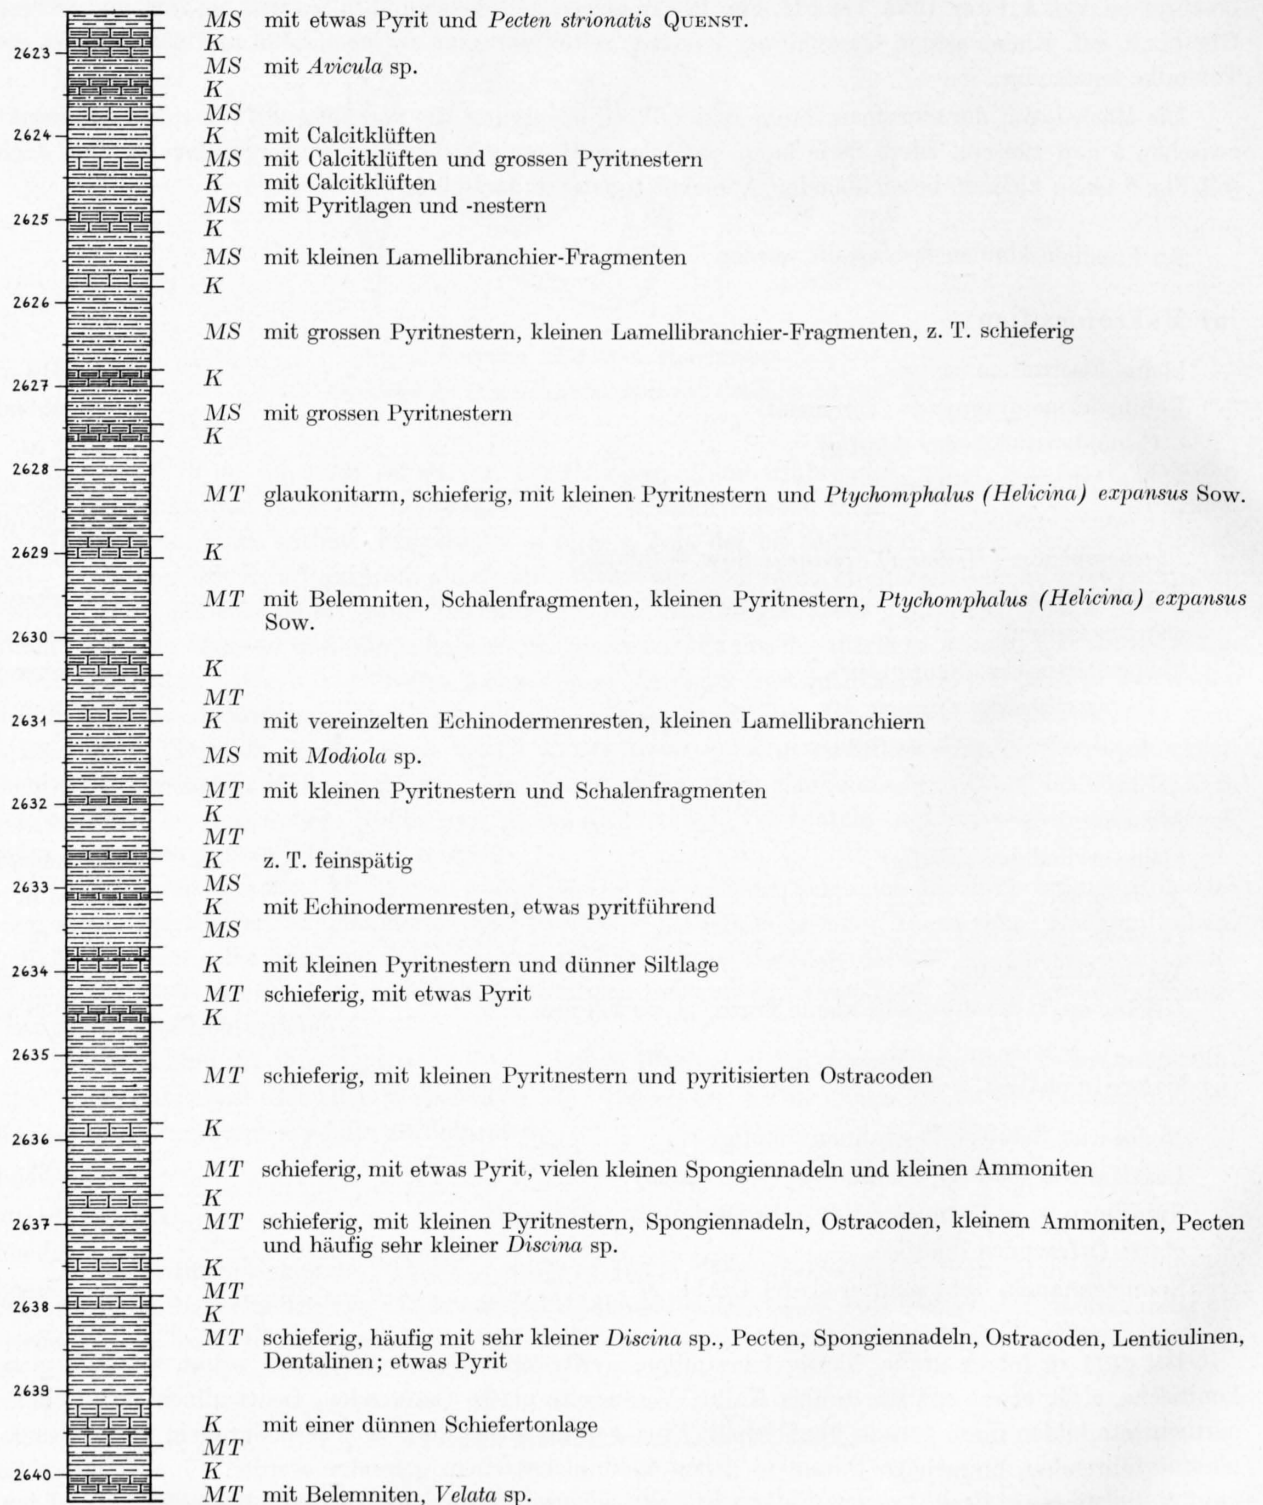 MS mit etwas Pyrit und Pecten strionatis QUENST.
K
2623
MS mit Avicula sp.
K
MS
2624 K mit Calcitklüften
MS mit Calcitklüften und grossen Pyritnestern
K mit Calcitklüften
MS mit Pyritlagen und -nestern
2625
K
MS mit kleinen Lamellibranchier-Fragmenten
K
2626
MS mit grossen Pyritnestern, kleinen Lamellibranchier-Fragmenten, z. T. schieferig
K
2627
MS mit grossen Pyritnestern
K
2628
MT glaukonitarm, schieferig, mit kleinen Pyritnestern und Ptychomphalus (Helicina) expansus Sow.
2629 K
MT mit Belemniten, Schalenfragmenten, kleinen Pyritnestern, Ptychomphalus (Helicina) expansus
Sow.
2630
K
MT
2631 K mit vereinzelten Echinodermenresten, kleinen Lamellibranchiern
MS mit Modiola sp.
MT mit kleinen Pyritnestern und Schalenfragmenten
2632
K
MT
K z. T. feinspätig
MS
2633
K mit Echinodermenresten, etwas pyritführend
MS
K mit kleinen Pyritnestern und dünner Siltlage
2634
MT schieferig, mit etwas Pyrit
K
2635
MT schieferig, mit kleinen Pyritnestern und pyritisierten Ostracoden
K
2636
MT schieferig, mit etwas Pyrit, vielen kleinen Spongiennadeln und kleinen Ammoniten
K
2637 MT schieferig, mit kleinen Pyritnestern, Spongiennadeln, Ostracoden, kleinem Ammoniten, Pecten
und häufig sehr kleiner Discina sp.
K
MT
2638
K
MT schieferig, häufig mit sehr kleiner Discina sp., Pecten, Spongiennadeln, Ostracoden, Lenticulinen,
Dentalinen; etwas Pyrit
2639
K mit einer dünnen Schiefertonlage
MT
2640 K
MT mit Belemniten, Velata sp.